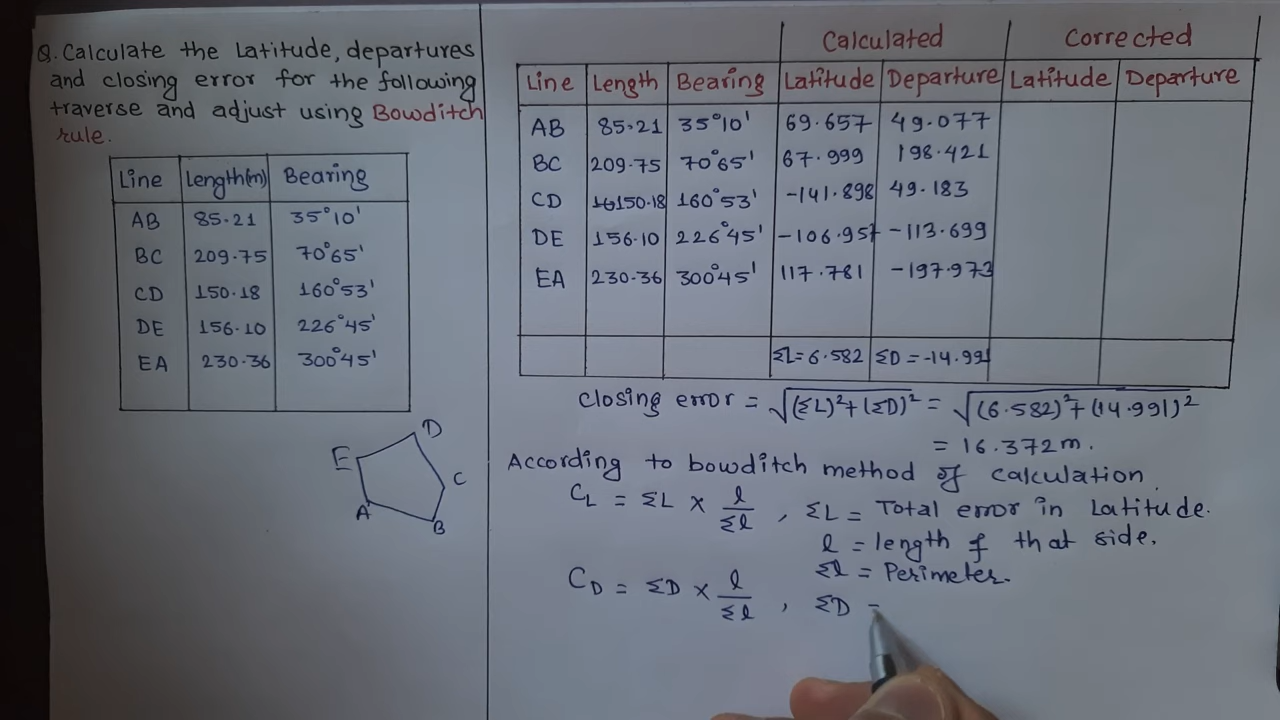 Q. Calculate the Latitude, departures
and closing error for the following
traverse and adjust using Bowditch
rule.
Line Length(m) Bearing
AB 85.21 35°10'
BC 209.75 70°65'
CD 150.18 160°53'
DE 156.10 226°45'
EA 230.36 300°45'
E D C B A
Calculated Corrected
Line Length Bearing Latitude Departure Latitude Departure
AB 85.21 35°10' 69.657 49.077
BC 209.75 70°65' 67.999 198.421
CD 150.18 160°53' -141.898 49.183
DE 156.10 226°45' -106.957 -113.699
EA 230.36 300°45' 117.781 -197.973
ΣL=6.582 ΣD=-14.991
Closing error = √(ΣL)²+(ΣD)² = √(6.582)²+(14.991)²
= 16.372m.
According to bowditch method of calculation.
CL = ΣL × l/Σl , ΣL = Total error in Latitude.
l = length of that side.
Σl = Perimeter.
CD = ΣD × l/Σl , ΣD =